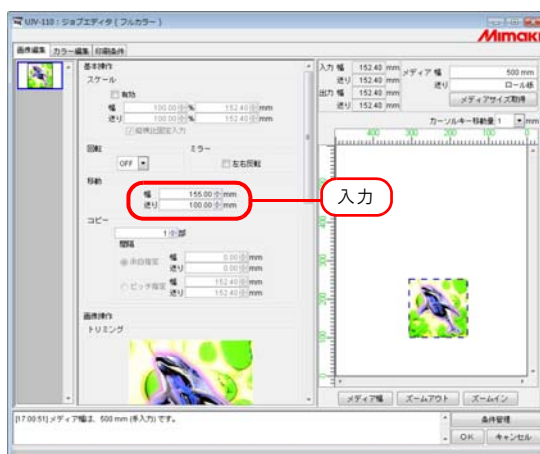 UJV-110 : ジョブエディタ ( フルカラー )
Mimaki
画像編集 カラー編集 印刷条件
基本操作
スケール
有効
幅 100.00 % 152.40 mm
送り 100.00 % 152.40 mm
縦横比固定入力
回転 ミラー
OFF 左右反転
移動
幅 155.00 mm
送り 100.00 mm
入力
コピー
1 部
間隔
余白指定 幅 0.00 mm
送り 0.00 mm
ピッチ指定 幅 152.40 mm
送り 152.40 mm
画像操作
トリミング
入力 幅 152.40 mm
送り 152.40 mm
出力 幅 152.40 mm
送り 152.40 mm
メディア 幅 500 mm
送り ロール紙
メディアサイズ取得
カーソルキー移動量 1 mm
400 300 200 100 0
400
300
200
100
0
メディア幅 ズームアウト ズームイン
[17:00:51] メディア幅は、500 mm (手入力) です。
条件管理
OK キャンセル